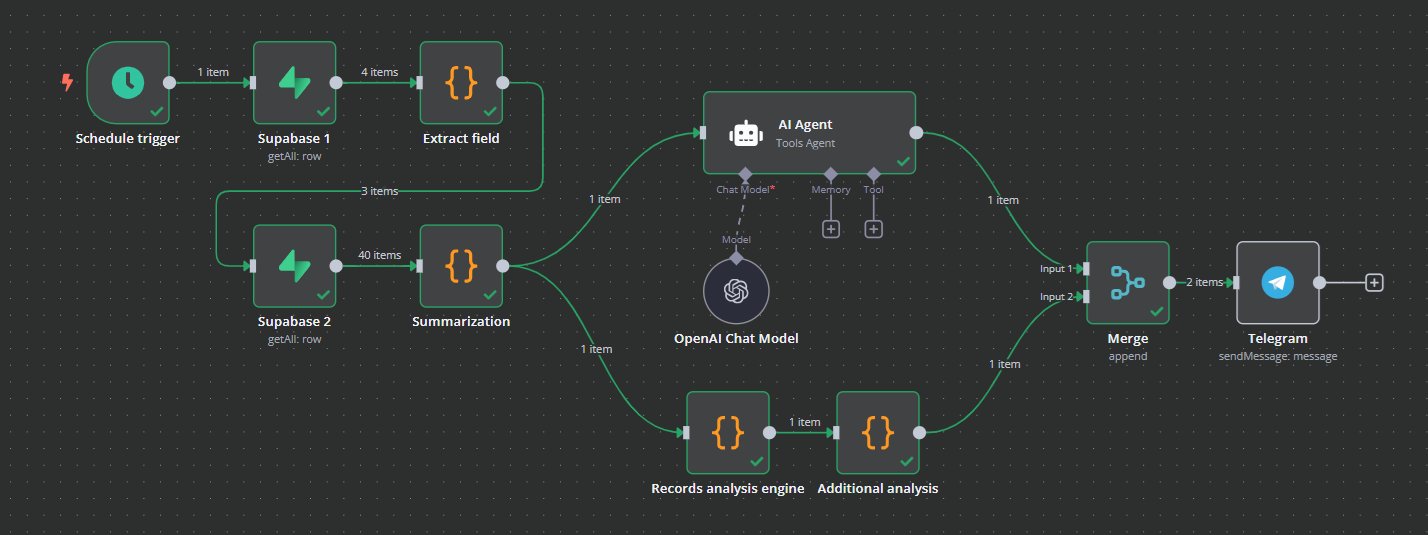 1 item
4 items
Schedule trigger
Supabase 1
getAll: row
{}
Extract field
3 items
40 items
Supabase 2
getAll: row
{}
Summarization
1 item
1 item
AI Agent
Tools Agent
Chat Model*
Memory
Tool
Model
OpenAI Chat Model
{}
Records analysis engine
1 item
{}
Additional analysis
1 item
1 item
Input 1
Input 2
Merge
append
2 items
Telegram
sendMessage: message